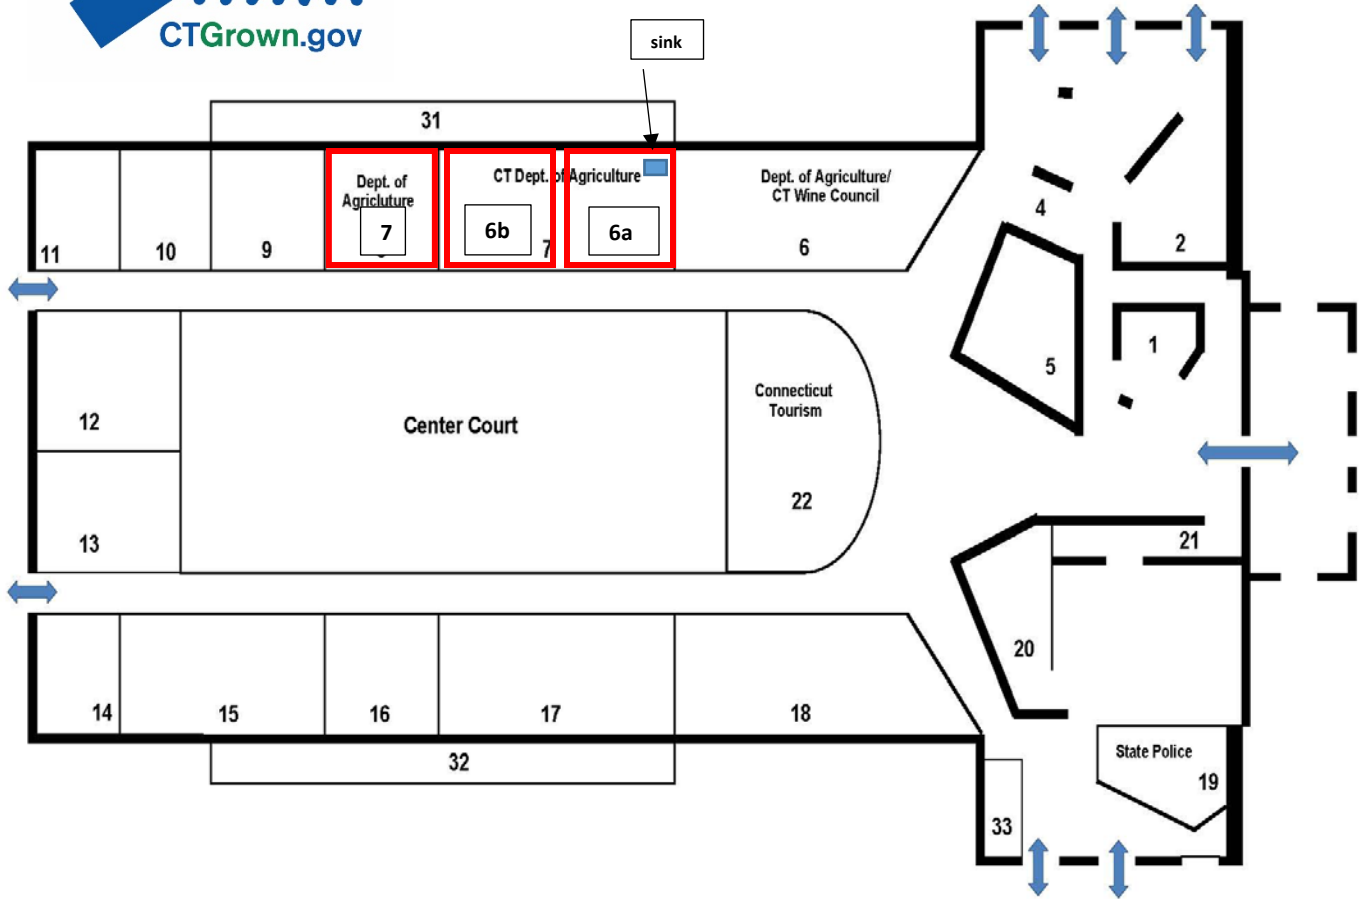 CTGrown.gov
sink
31
Dept. of
Agricluture
CT Dept. of Agriculture
Dept. of Agriculture/
CT Wine Council
7
6b
7
6a
6
11
10
9
4
2
1
5
12
Center Court
Connecticut
Tourism
22
13
21
20
14
15
16
17
18
32
State Police
19
33